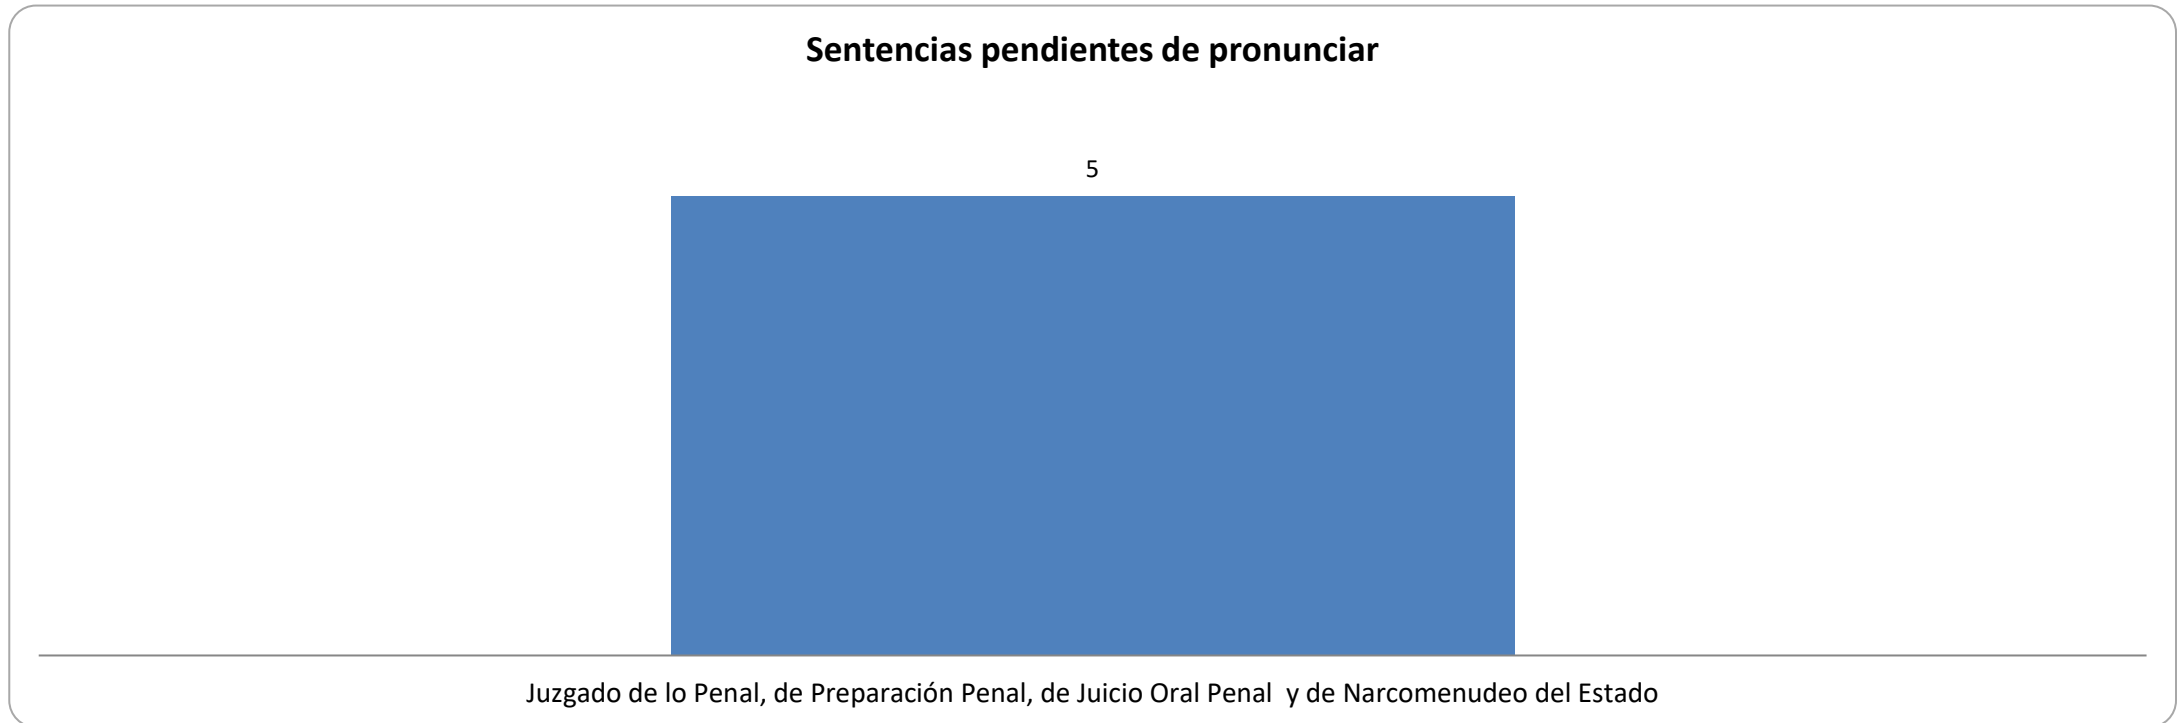 Sentencias pendientes de pronunciar
5
Juzgado de lo Penal, de Preparación Penal, de Juicio Oral Penal  y de Narcomenudeo del Estado